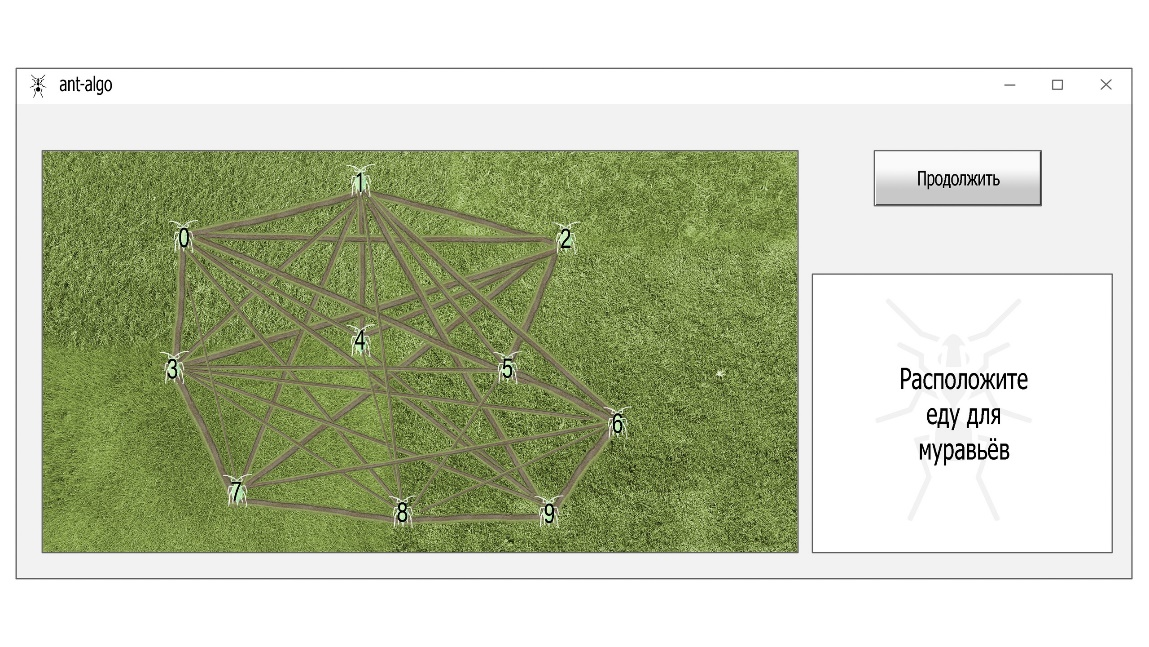 ant-algo
Продолжить
1
0
2
4
3
5
6
7
8
9
Расположите
еду для
муравьёв